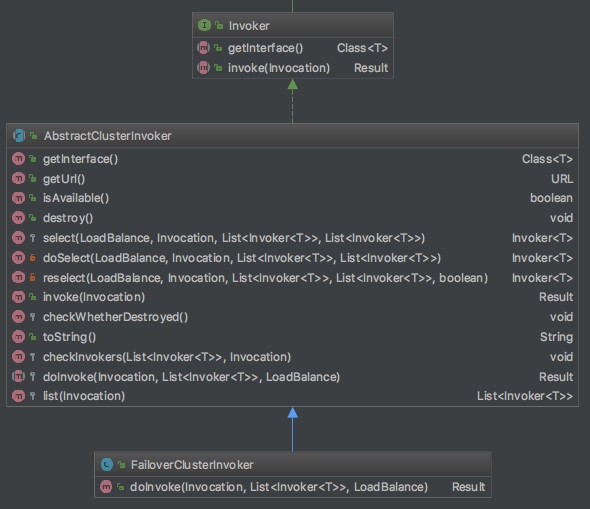 Invoker
getInterface() Class<T>
invoke(Invocation) Result
AbstractClusterInvoker
getInterface() Class<T>
getUrl() URL
isAvailable() boolean
destroy() void
select(LoadBalance, Invocation, List<Invoker<T>>, List<Invoker<T>>) Invoker<T>
doSelect(LoadBalance, Invocation, List<Invoker<T>>, List<Invoker<T>>) Invoker<T>
reselect(LoadBalance, Invocation, List<Invoker<T>>, List<Invoker<T>>, boolean) Invoker<T>
invoke(Invocation) Result
checkWhetherDestroyed() void
toString() String
checkInvokers(List<Invoker<T>>, Invocation) void
doInvoke(Invocation, List<Invoker<T>>, LoadBalance) Result
list(Invocation) List<Invoker<T>>
FailoverClusterInvoker
doInvoke(Invocation, List<Invoker<T>>, LoadBalance) Result